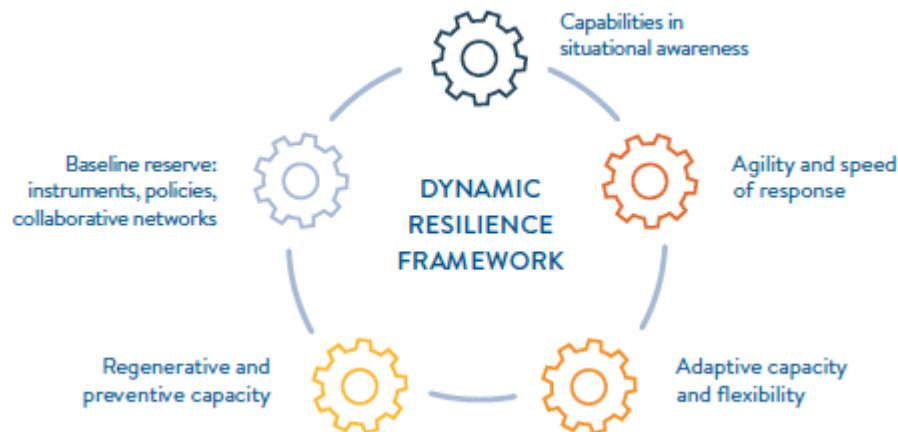 Capabilities in
situational awareness
Baseline reserve:
instruments, policies,
collaborative networks
DYNAMIC
RESILIENCE
FRAMEWORK
Agility and speed
of response
Regenerative and
preventive capacity
Adaptive capacity
and flexibility